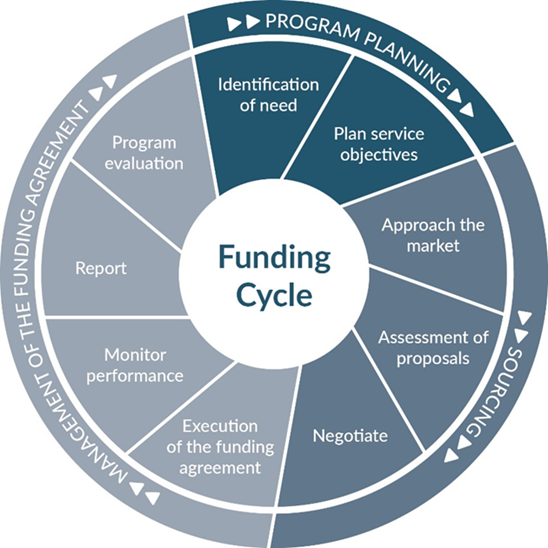 PROGRAM PLANNING
Identification
of need
Plan service
objectives
Approach the
market
Assessment of
proposals
SOURCING
Negotiate
Execution
of the funding
agreement
Monitor
performance
Report
Program
evaluation
MANAGEMENT OF THE FUNDING AGREEMENT
Funding
Cycle